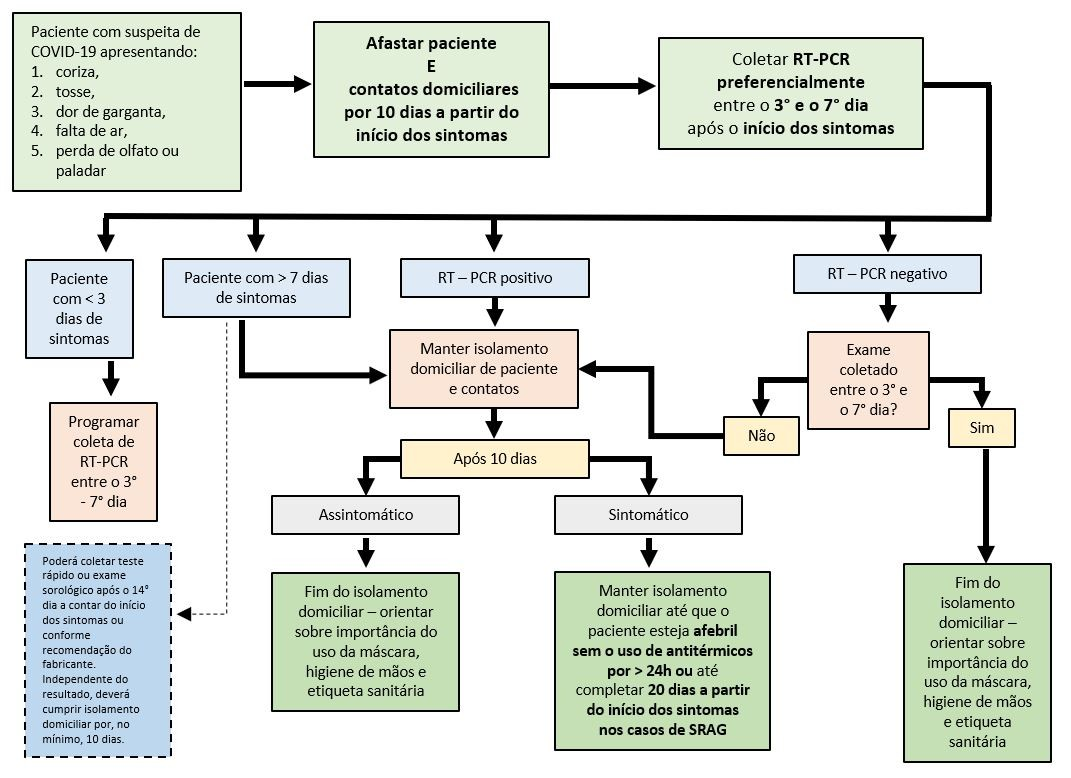 Paciente com suspeita de
COVID-19 apresentando:
1. coriza,
2. tosse,
3. dor de garganta,
4. falta de ar,
5. perda de olfato ou
paladar
Afastar paciente
E
contatos domiciliares
por 10 dias a partir do
início dos sintomas
Coletar RT-PCR
preferencialmente
entre o 3° e o 7° dia
após o início dos sintomas
Paciente
com < 3
dias de
sintomas
Paciente com > 7 dias
de sintomas
RT – PCR positivo
RT – PCR negativo
Programar
coleta de
RT-PCR
entre o 3°
- 7° dia
Manter isolamento
domiciliar de paciente
e contatos
Exame
coletado
entre o 3° e
o 7° dia?
Não
Sim
Após 10 dias
Assintomático
Sintomático
Poderá coletar teste
rápido ou exame
sorológico após o 14°
dia a contar do início
dos sintomas ou
conforme
recomendação do
fabricante.
Independente do
resultado, deverá
cumprir isolamento
domiciliar por, no
mínimo, 10 dias.
Fim do isolamento
domiciliar – orientar
sobre importância do
uso da máscara,
higiene de mãos e
etiqueta sanitária
Manter isolamento
domiciliar até que o
paciente esteja afebril
sem o uso de antitérmicos
por > 24h ou até
completar 20 dias a partir
do início dos sintomas
nos casos de SRAG
Fim do
isolamento
domiciliar –
orientar sobre
importância do
uso da máscara,
higiene de mãos
e etiqueta
sanitária